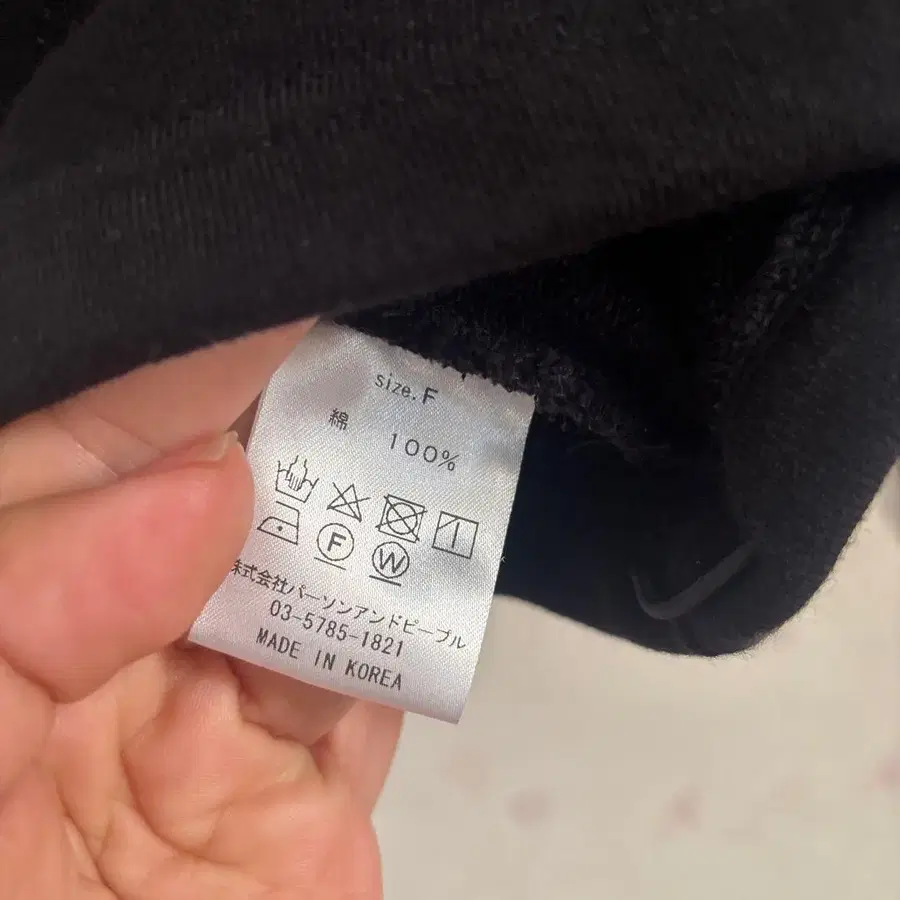 size.F
綿 100%
F W
株式会社パーソンアンドピープル
03-5785-1821
MADE IN KOREA